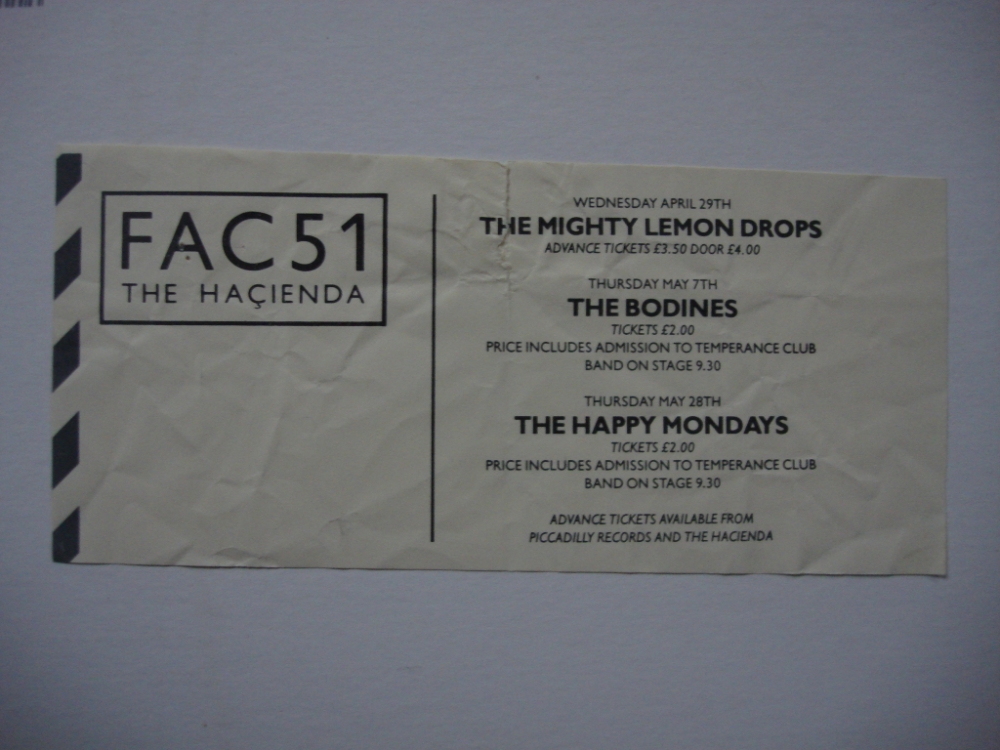 FAC 51
THE HAÇIENDA
WEDNESDAY APRIL 29TH
THE MIGHTY LEMON DROPS
ADVANCE TICKETS £3.50 DOOR £4.00
THURSDAY MAY 7TH
THE BODINES
TICKETS £2.00
PRICE INCLUDES ADMISSION TO TEMPERANCE CLUB
BAND ON STAGE 9.30
THURSDAY MAY 28TH
THE HAPPY MONDAYS
TICKETS £2.00
PRICE INCLUDES ADMISSION TO TEMPERANCE CLUB
BAND ON STAGE 9.30
ADVANCE TICKETS AVAILABLE FROM
PICCADILLY RECORDS AND THE HACIENDA